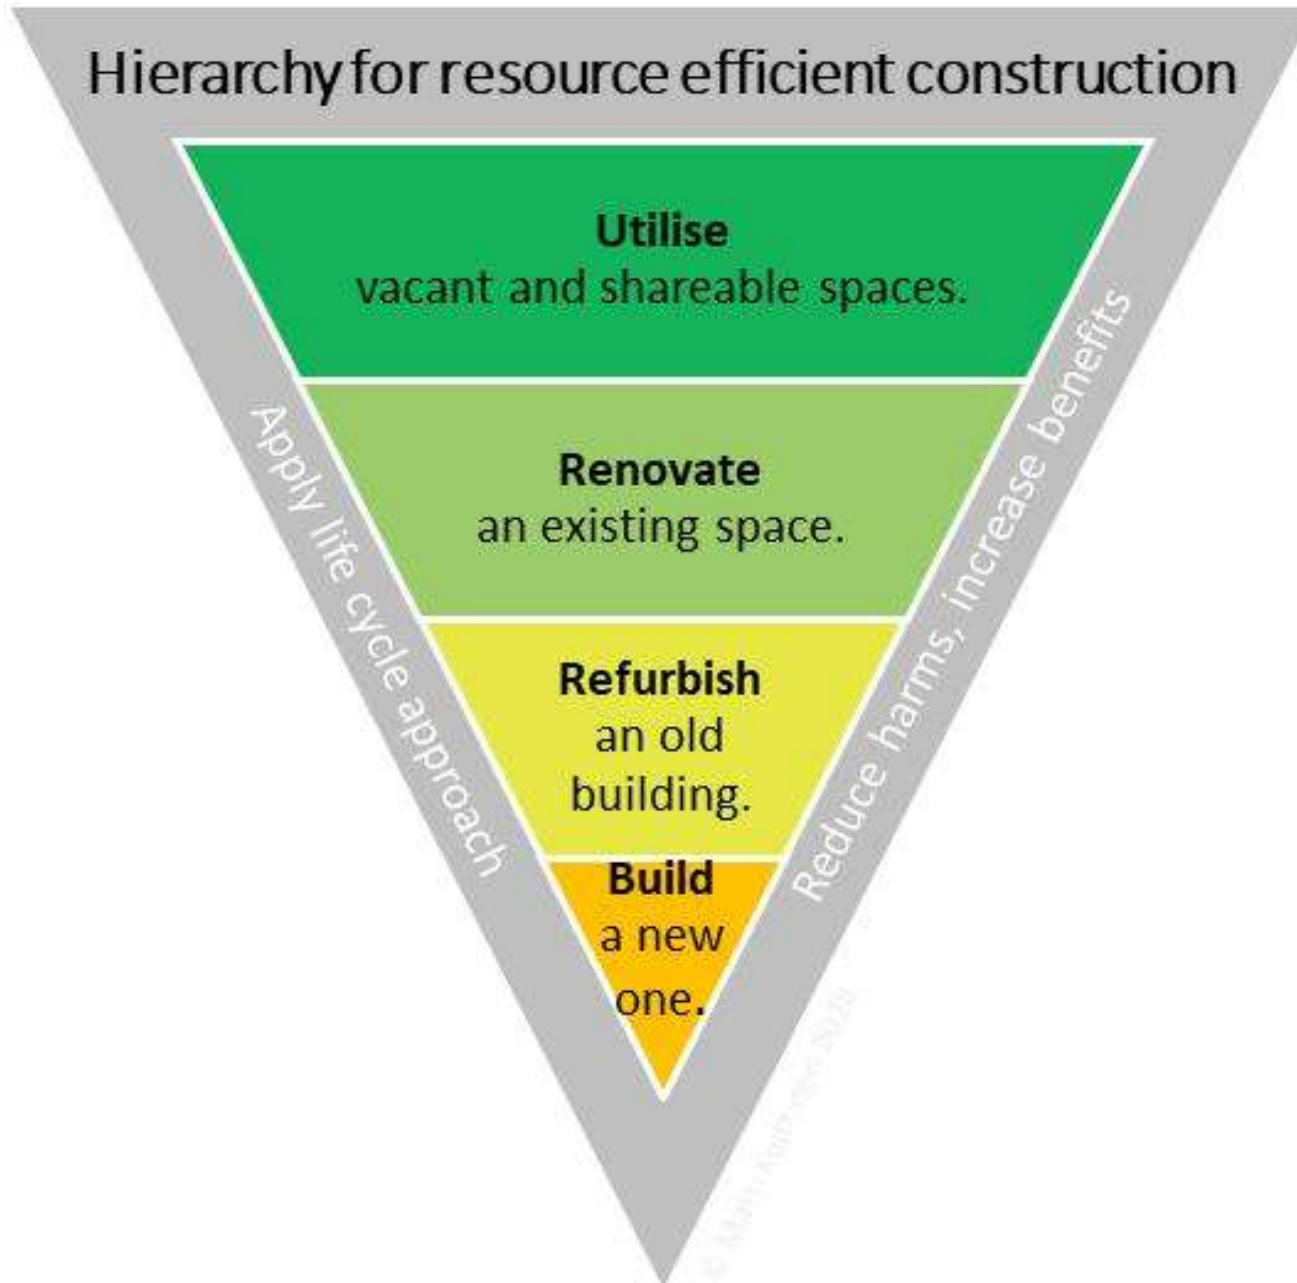 Hierarchy for resource efficient construction
Utilise
vacant and shareable spaces.
Renovate
an existing space.
Refurbish
an old
building.
Build
a new
one.
Apply life cycle approach
Reduce harms, increase benefits
©